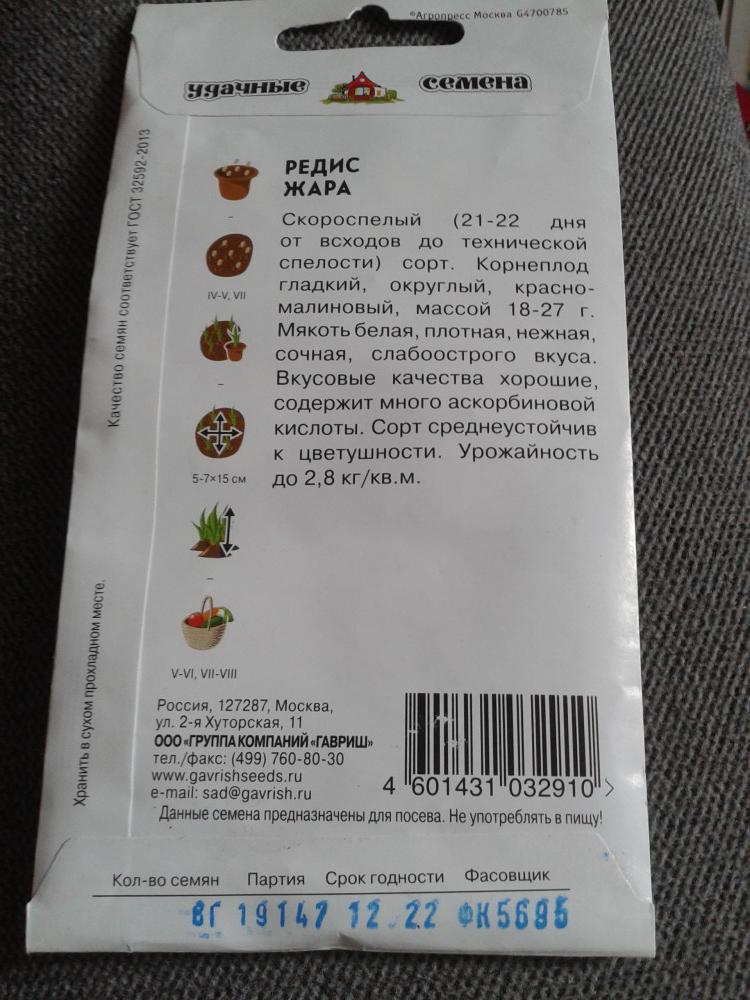 ®Агропресс Москва G4700785
удачные семена
Качество семян соответствует ГОСТ 32592-2013
РЕДИС
ЖАРА
Скороспелый (21-22 дня
от всходов до технической
спелости) сорт. Корнеплод
гладкий, округлый, красно-
малиновый, массой 18-27 г.
Мякоть белая, плотная, нежная,
сочная, слабоострого вкуса.
Вкусовые качества хорошие,
содержит много аскорбиновой
кислоты. Сорт среднеустойчив
к цветушности. Урожайность
до 2,8 кг/кв.м.
–
IV-V, VII
–
5-7×15 см
–
V-VI, VII-VIII
Хранить в сухом прохладном месте.
Россия, 127287, Москва,
ул. 2-я Хуторская, 11
ООО «ГРУППА КОМПАНИЙ «ГАВРИШ»
тел./факс: (499) 760-80-30
www.gavrishseeds.ru
e-mail: sad@gavrish.ru
4 601431 032910 >
Данные семена предназначены для посева. Не употреблять в пищу!
Кол-во семян Партия Срок годности Фасовщик
8Г 19147 12.22 ФК5695